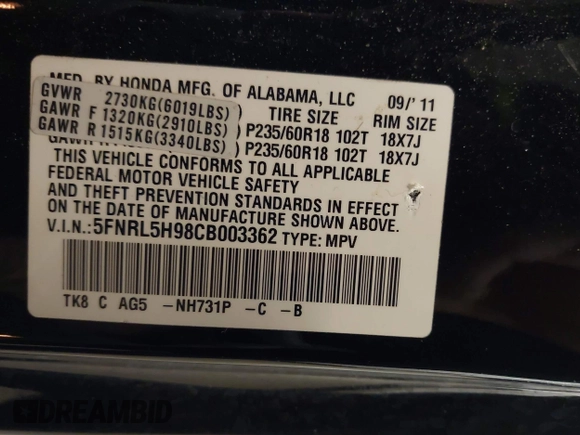 MFD. BY HONDA MFG. OF ALABAMA, LLC 09/'11
GVWR 2730KG(6019LBS) TIRE SIZE RIM SIZE
GAWR F 1320KG(2910LBS) P235/60R18 102T 18X7J
GAWR R 1515KG(3340LBS) P235/60R18 102T 18X7J
THIS VEHICLE CONFORMS TO ALL APPLICABLE
FEDERAL MOTOR VEHICLE SAFETY
AND THEFT PREVENTION STANDARDS IN EFFECT
ON THE DATE OF MANUFACTURE SHOWN ABOVE.
V.I.N.:5FNRL5H98CB003362 TYPE: MPV
TK8 C AG5 -NH731P -C -B
DREAMBID